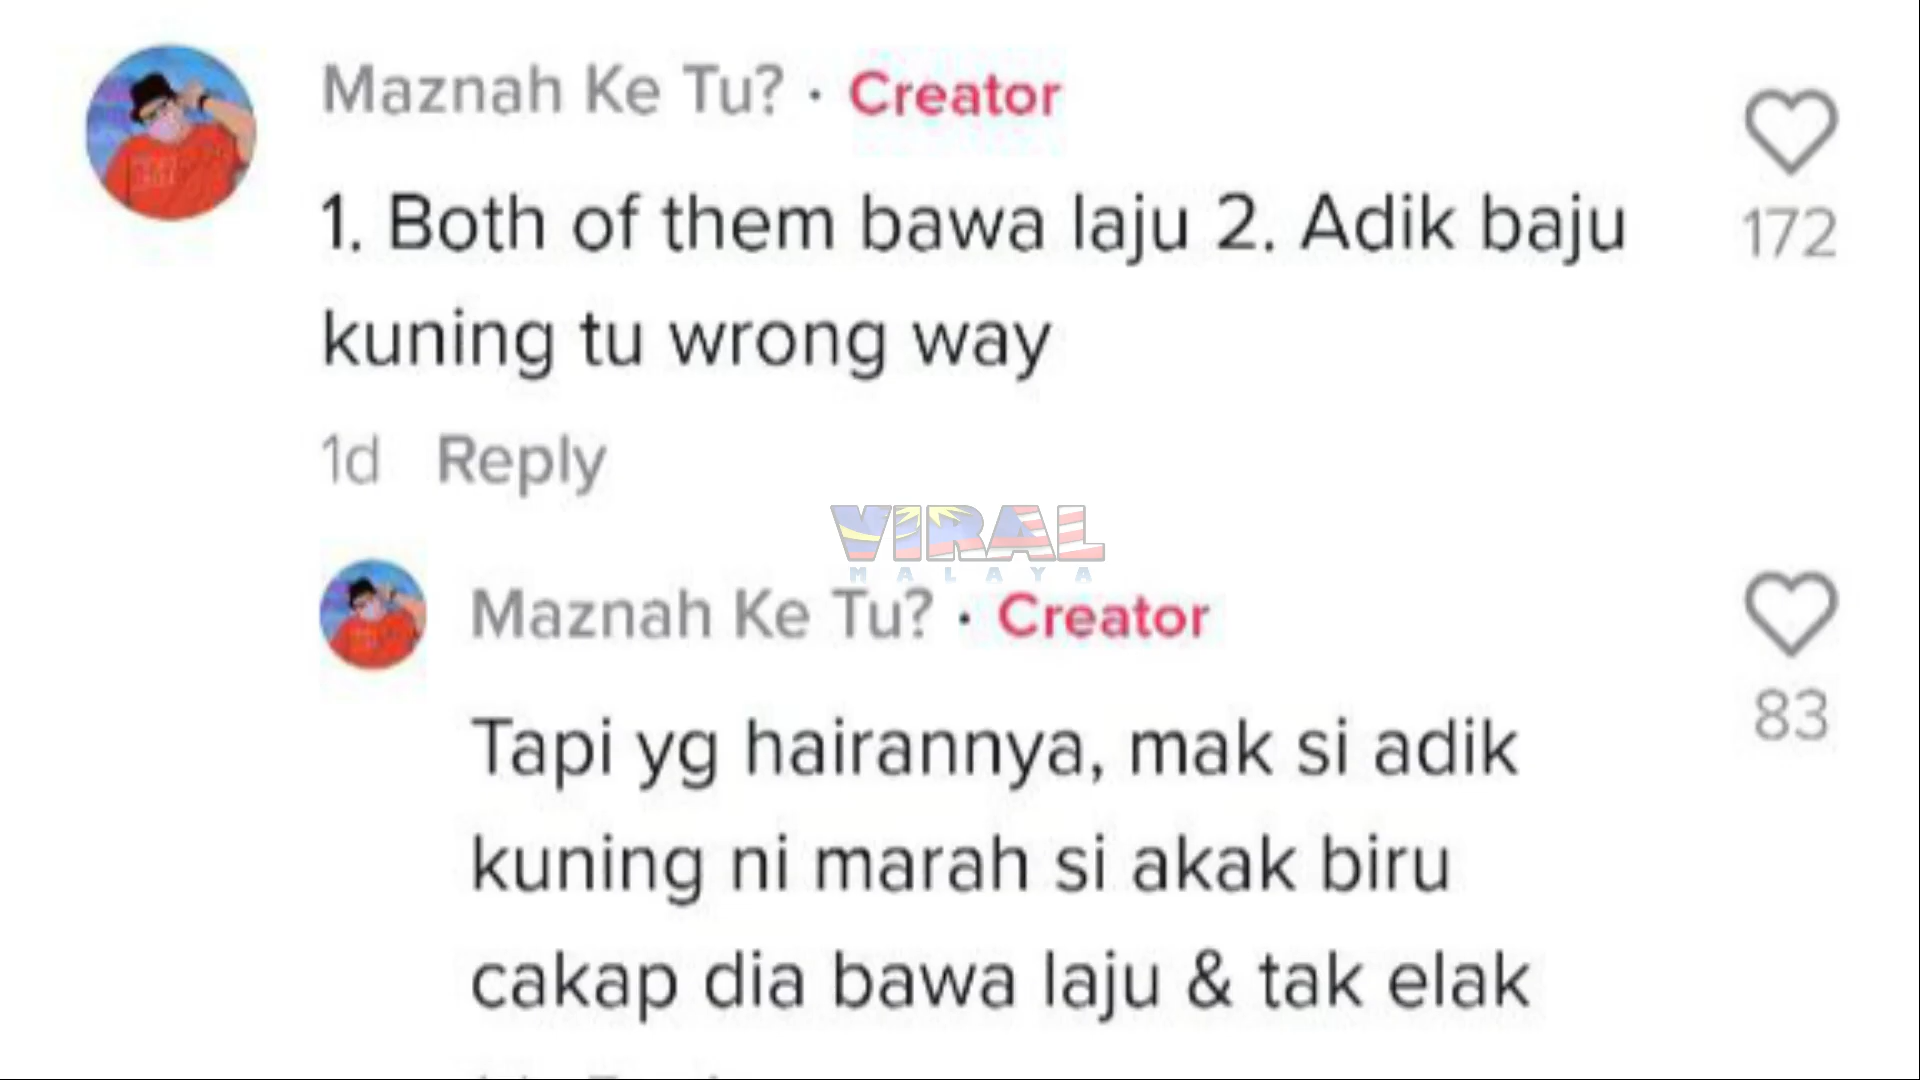 Maznah Ke Tu? · Creator
1. Both of them bawa laju 2. Adik baju
kuning tu wrong way
172
1d Reply
VIRAL
MALAYA
Maznah Ke Tu? · Creator
Tapi yg hairannya, mak si adik
kuning ni marah si akak biru
cakap dia bawa laju & tak elak
83